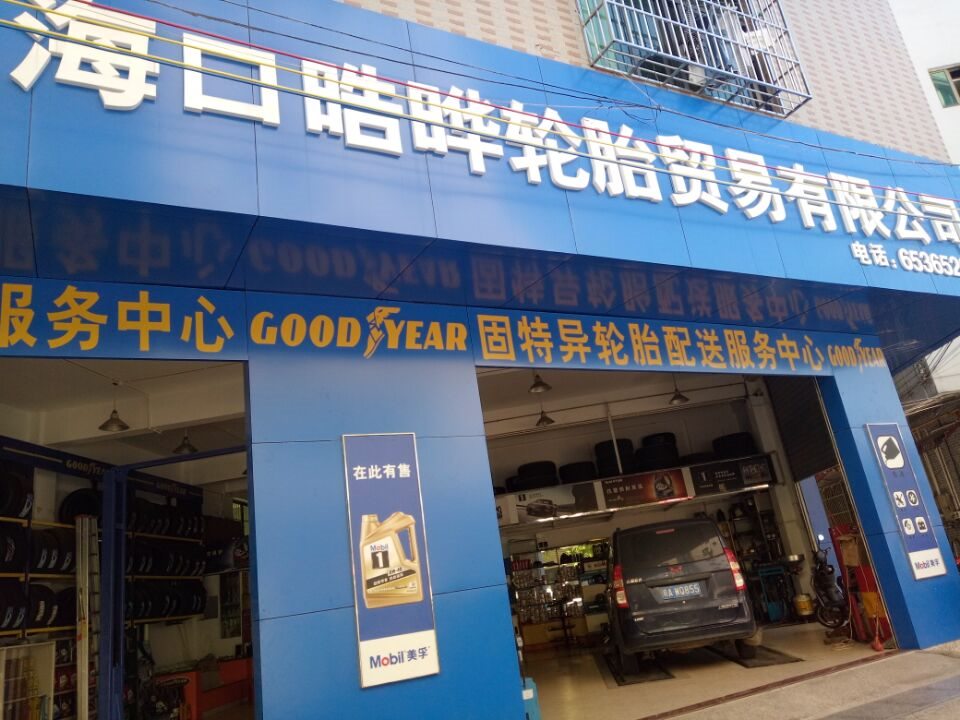 海口皓晔轮胎贸易有限公司
电话:653652
服务中心 GOODYEAR 固特异轮胎配送服务中心 GOODYEAR
GOODYEAR
在此有售
Mobil
1
Mobil 美孚
Mobil 美孚